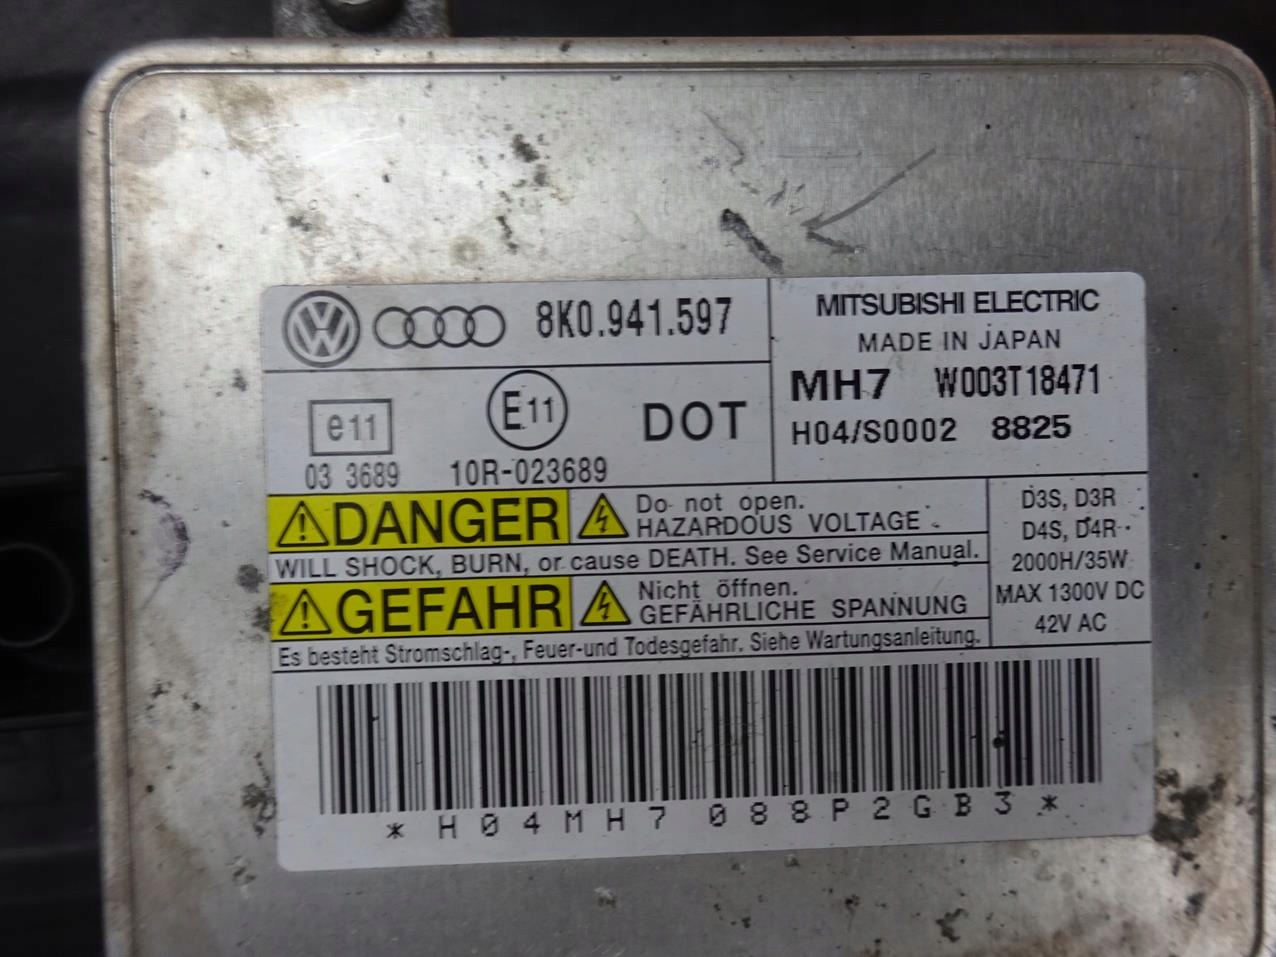 8K0.941.597
MITSUBISHI ELECTRIC
MADE IN JAPAN
MH7 W003T18471
H04/S0002 8825
e11
E11
DOT
03 3689
10R-023689
DANGER
Do not open.
HAZARDOUS VOLTAGE
WILL SHOCK, BURN, or cause DEATH. See Service Manual.
GEFAHR
Nicht öffnen.
GEFÄHRLICHE SPANNUNG
Es besteht Stromschlag-, Feuer-und Todesgefahr. Siehe Wartungsanleitung.
D3S, D3R
D4S, D4R
2000H/35W
MAX 1300V DC
42V AC
*H04MH7088P2GB3*